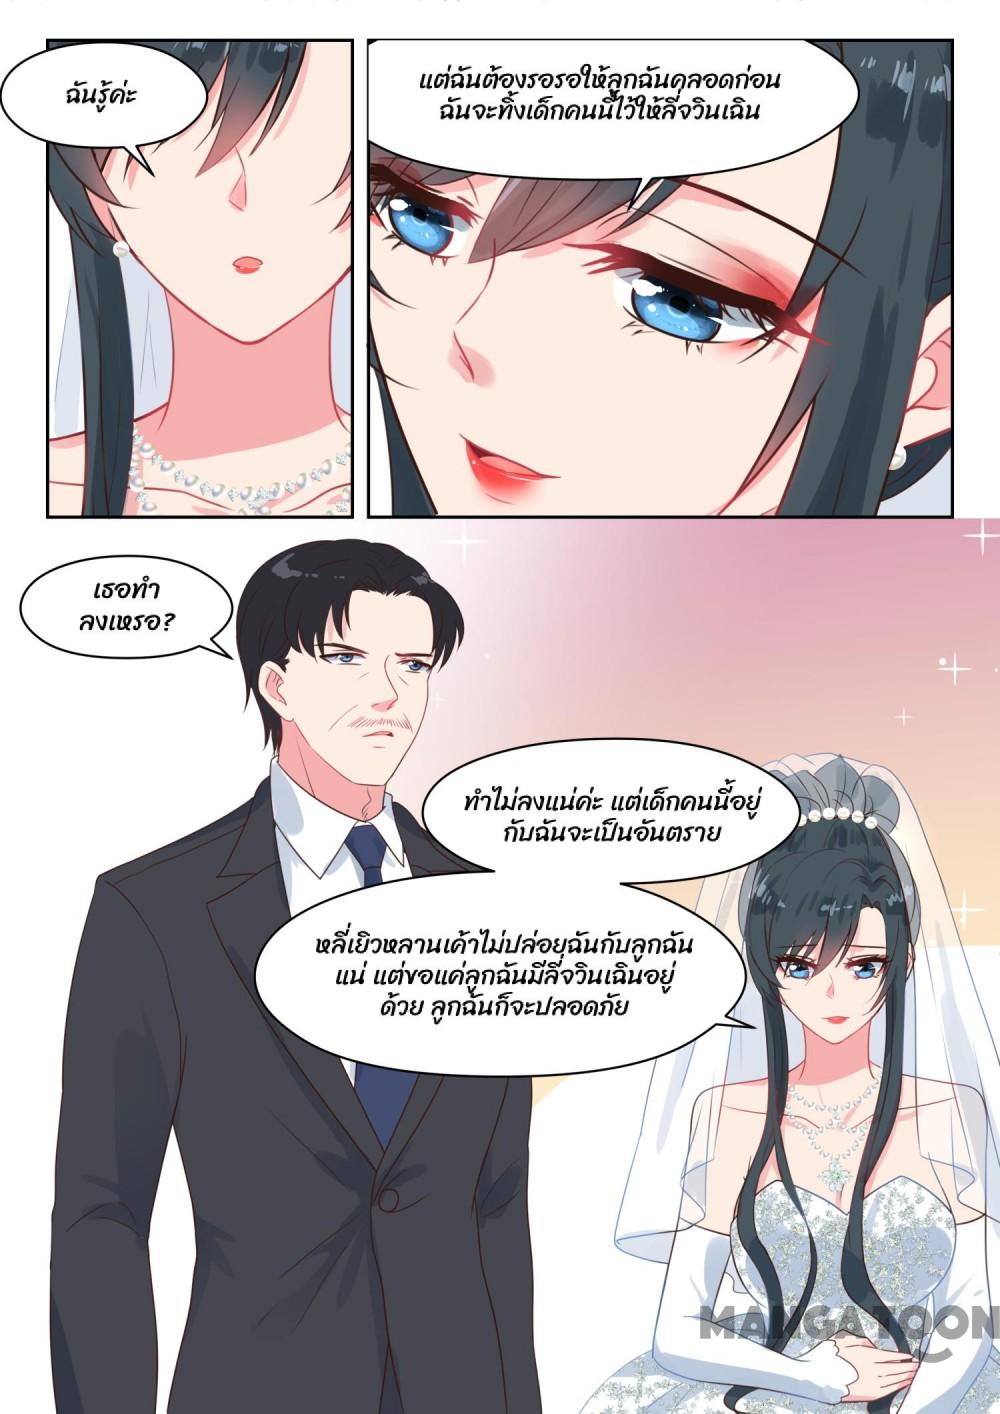 ฉันรู้ค่ะ
แต่ฉันต้องรอรอให้ลูกฉันคลอดก่อน
ฉันจะทิ้งเด็กคนนี้ไว้ให้ลี่จวินเฉิน
เธอทำ
ลงเหรอ?
ทำไม่ลงแน่ค่ะ แต่เด็กคนนี้อยู่
กับฉันจะเป็นอันตราย
หลี่เยิวหลานเค้าไม่ปล่อยฉันกับลูกฉัน
แน่ แต่ขอแค่ลูกฉันมีลี่จวินเฉินอยู่
ด้วย ลูกฉันก็จะปลอดภัย
MANGATOON